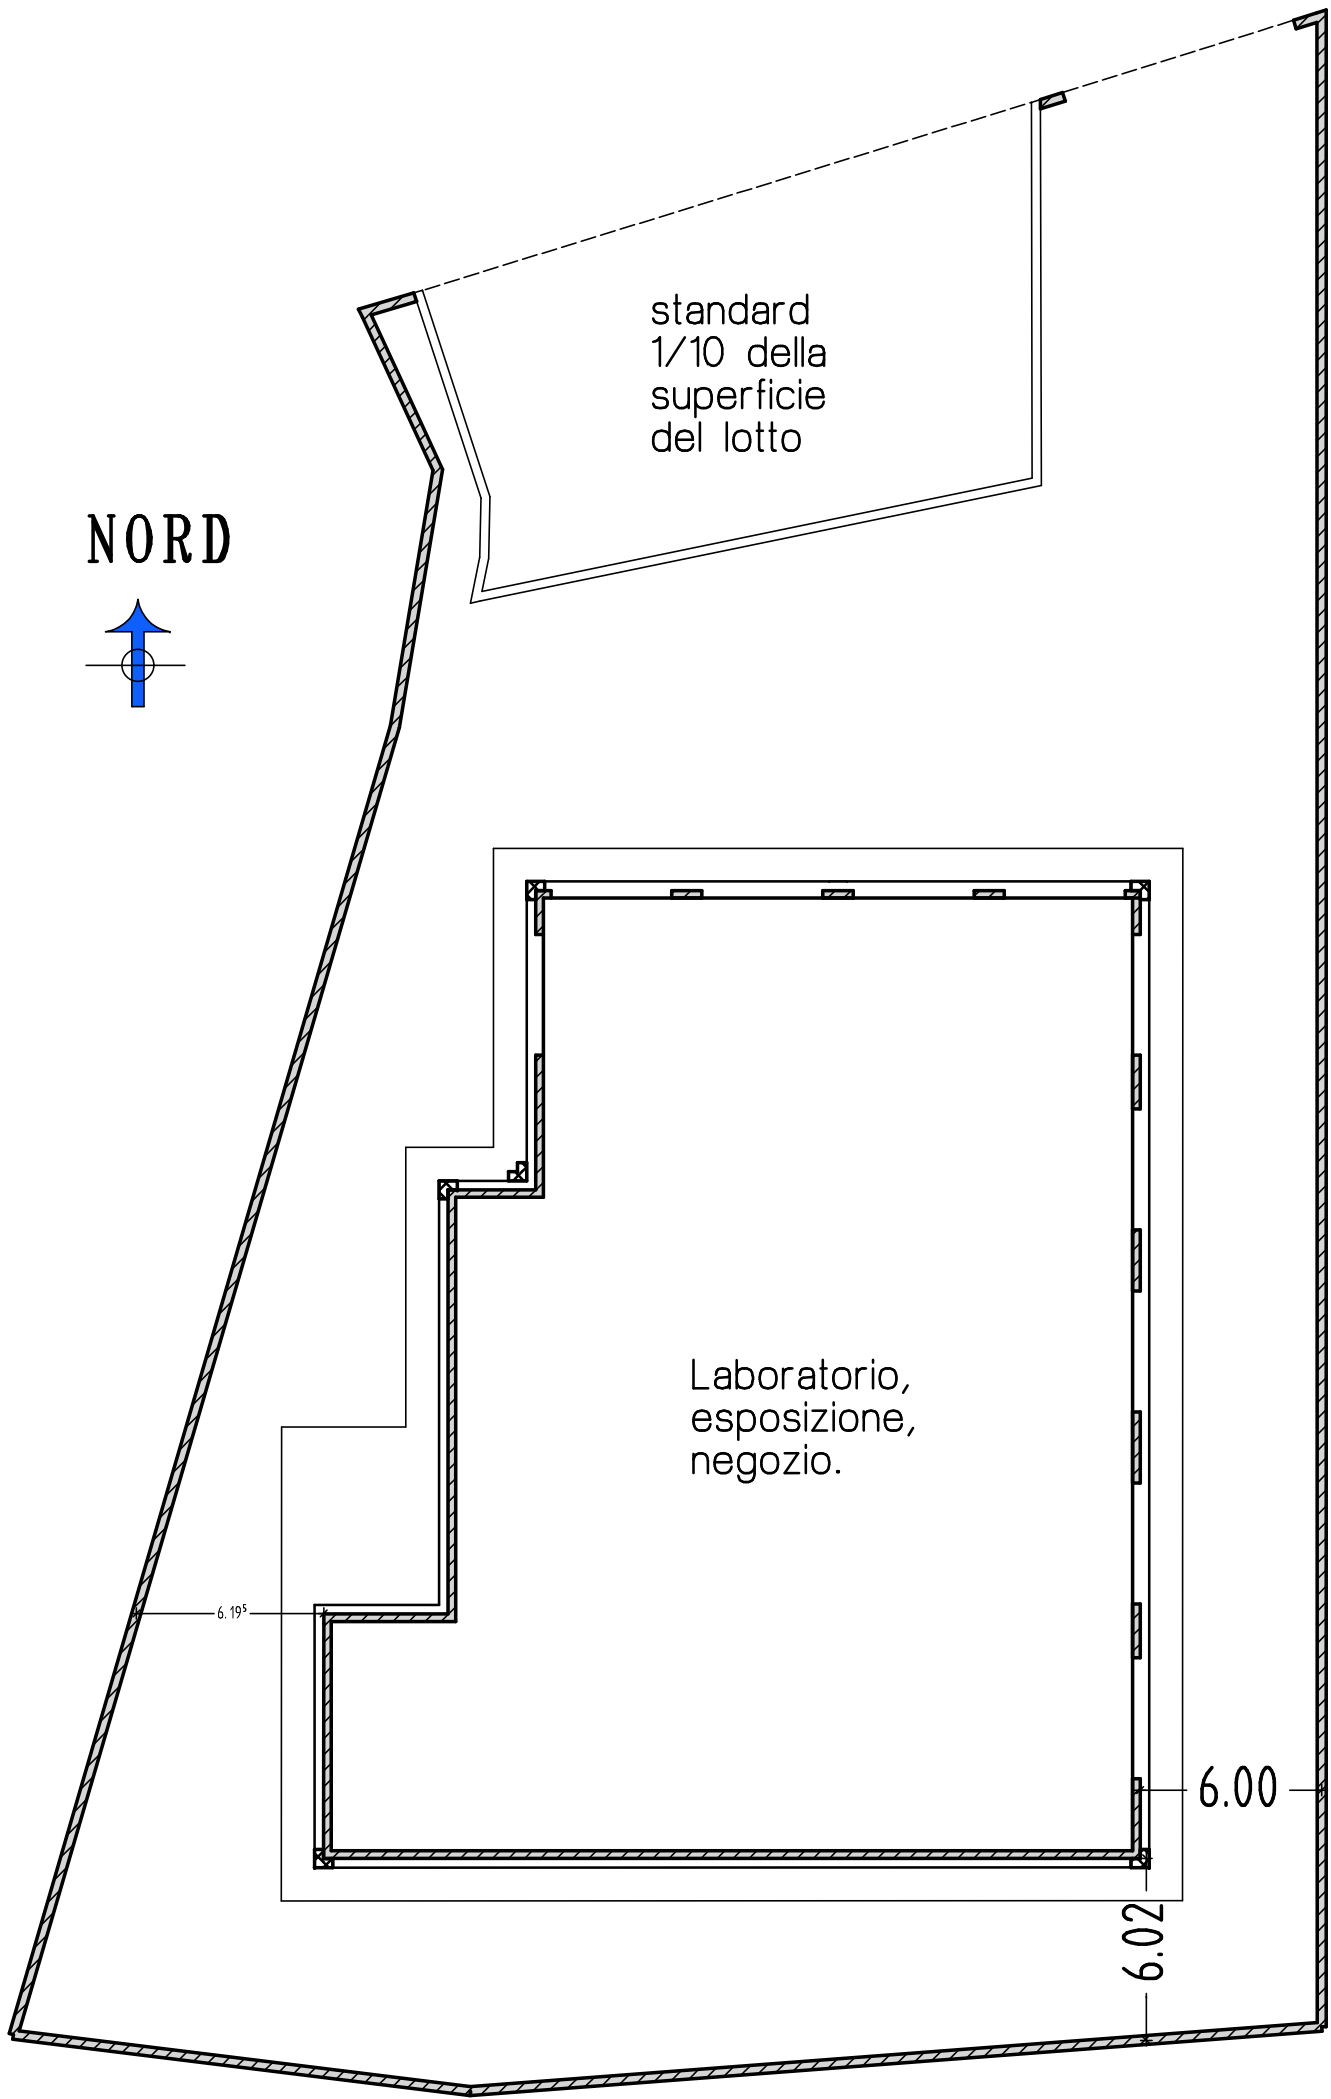 standard
1/10 della
superficie
del lotto
NORD
Laboratorio,
esposizione,
negozio.
6.19⁵
6.00
6.02